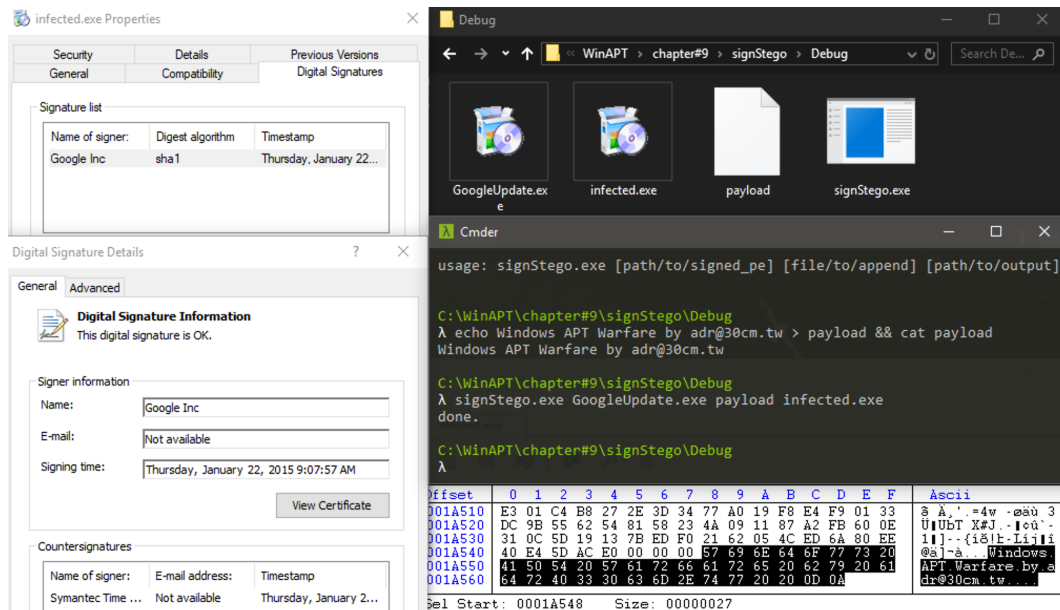 infected.exe Properties
Security Details Previous Versions
General Compatibility Digital Signatures
Signature list
Name of signer: Digest algorithm Timestamp
Google Inc sha1 Thursday, January 22...
Digital Signature Details ?
General Advanced
Digital Signature Information
This digital signature is OK.
Signer information
Name: Google Inc
E-mail: Not available
Signing time: Thursday, January 22, 2015 9:07:57 AM
View Certificate
Countersignatures
Name of signer: E-mail address: Timestamp
Symantec Time ... Not available Thursday, January 2...
Debug
« WinAPT › chapter#9 › signStego › Debug
Search De...
GoogleUpdate.ex
e
infected.exe
payload
signStego.exe
λ Cmder
usage: signStego.exe [path/to/signed_pe] [file/to/append] [path/to/output]
C:\WinAPT\chapter#9\signStego\Debug
λ echo Windows APT Warfare by adr@30cm.tw > payload && cat payload
Windows APT Warfare by adr@30cm.tw
C:\WinAPT\chapter#9\signStego\Debug
λ signStego.exe GoogleUpdate.exe payload infected.exe
done.
C:\WinAPT\chapter#9\signStego\Debug
λ
Offset 0 1 2 3 4 5 6 7 8 9 A B C D E F Ascii
001A510 E3 01 C4 B8 27 2E 3D 34 77 A0 19 F8 E4 F9 01 33
001A520 DC 9B 55 62 54 81 58 23 4A 09 11 87 A2 FB 60 0E
001A530 31 0C 5D 19 13 7B ED F0 21 62 05 4C ED 6A 80 EE
001A540 40 E4 5D AC E0 00 00 00 57 69 6E 64 6F 77 73 20 Windows.
001A550 41 50 54 20 57 61 72 66 61 72 65 20 62 79 20 61 APT.Warfare.by.a
001A560 64 72 40 33 30 63 6D 2E 74 77 20 20 0D 0A dr@30cm.tw....
Sel Start: 0001A548 Size: 00000027